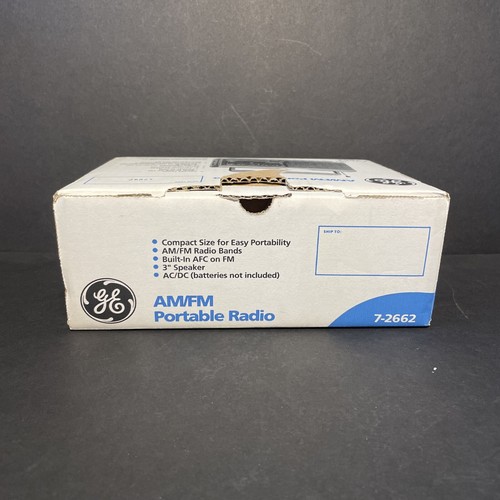 SHIP TO:
Compact Size for Easy Portability
AM/FM Radio Bands
Built-In AFC on FM
3" Speaker
AC/DC (batteries not included)
GE
AM/FM
Portable Radio
7-2662